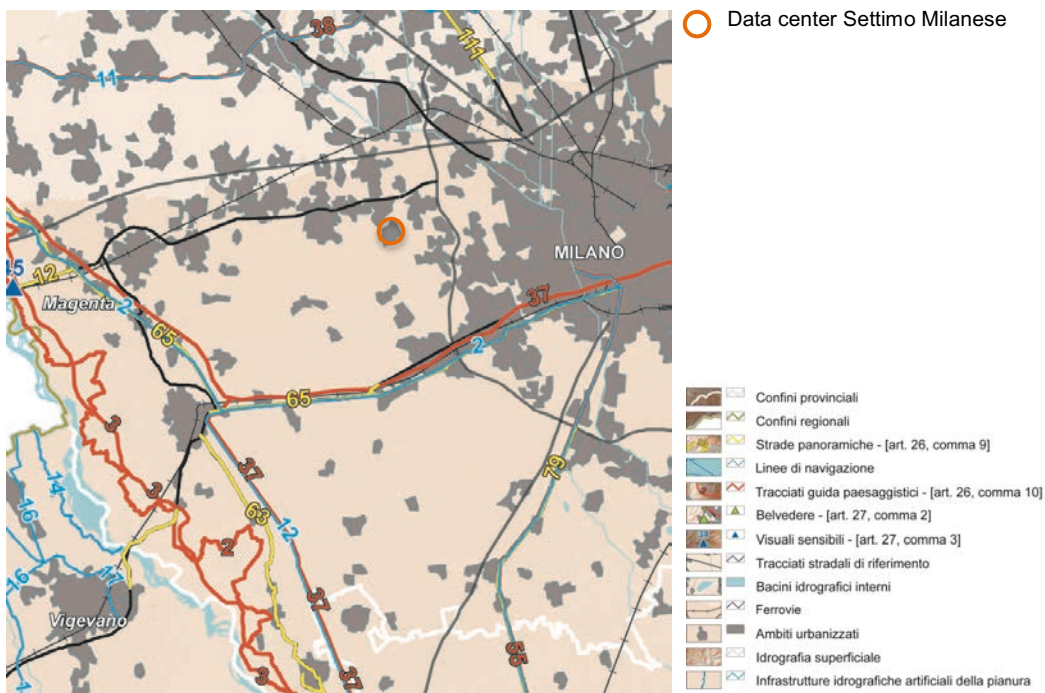 Data center Settimo Milanese
38
111
11
MILANO
45
12
Magenta
2
65
37
2
65
3
37
79
3
63
12
14
16
2
16
11
37
Vigevano
55
3
37
1
Confini provinciali
Confini regionali
Strade panoramiche - [art. 26, comma 9]
Linee di navigazione
Tracciati guida paesaggistici - [art. 26, comma 10]
Belvedere - [art. 27, comma 2]
Visuali sensibili - [art. 27, comma 3]
Tracciati stradali di riferimento
Bacini idrografici interni
Ferrovie
Ambiti urbanizzati
Idrografia superficiale
Infrastrutture idrografiche artificiali della pianura